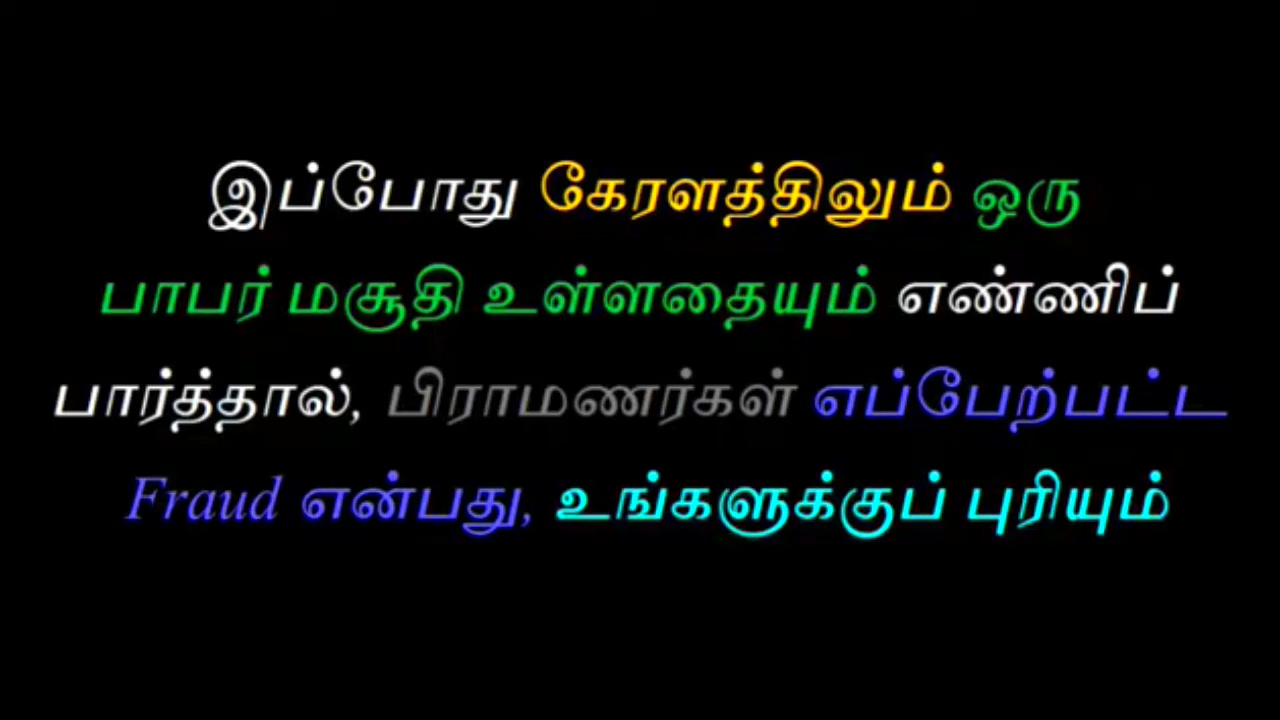 இப்போது கேரளத்திலும் ஒரு
பாபர் மசூதி உள்ளதையும் எண்ணிப்
பார்த்தால், பிராமணர்கள் எப்பேற்பட்ட
Fraud என்பது, உங்களுக்குப் புரியும்